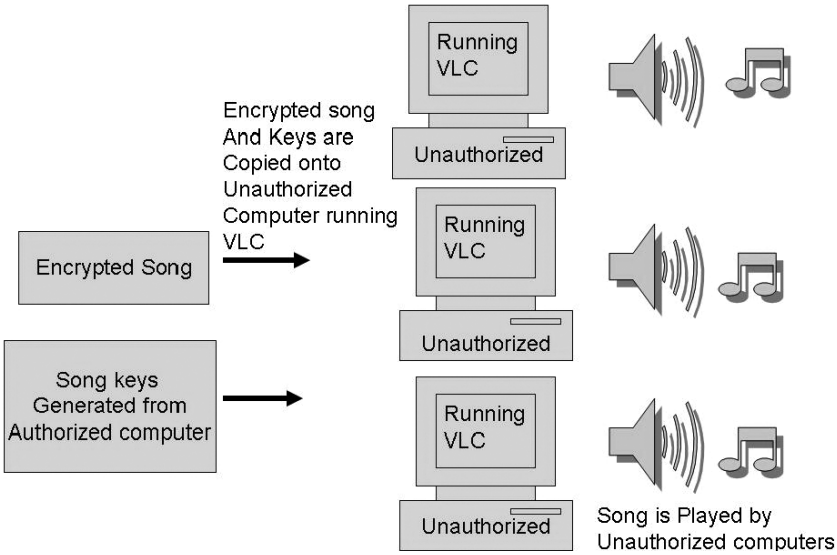 Running
VLC
Unauthorized
Encrypted song
And Keys are
Copied onto
Unauthorized
Computer running
VLC
Encrypted Song
Running
VLC
Unauthorized
Song keys
Generated from
Authorized computer
Running
VLC
Unauthorized
Song is Played by
Unauthorized computers